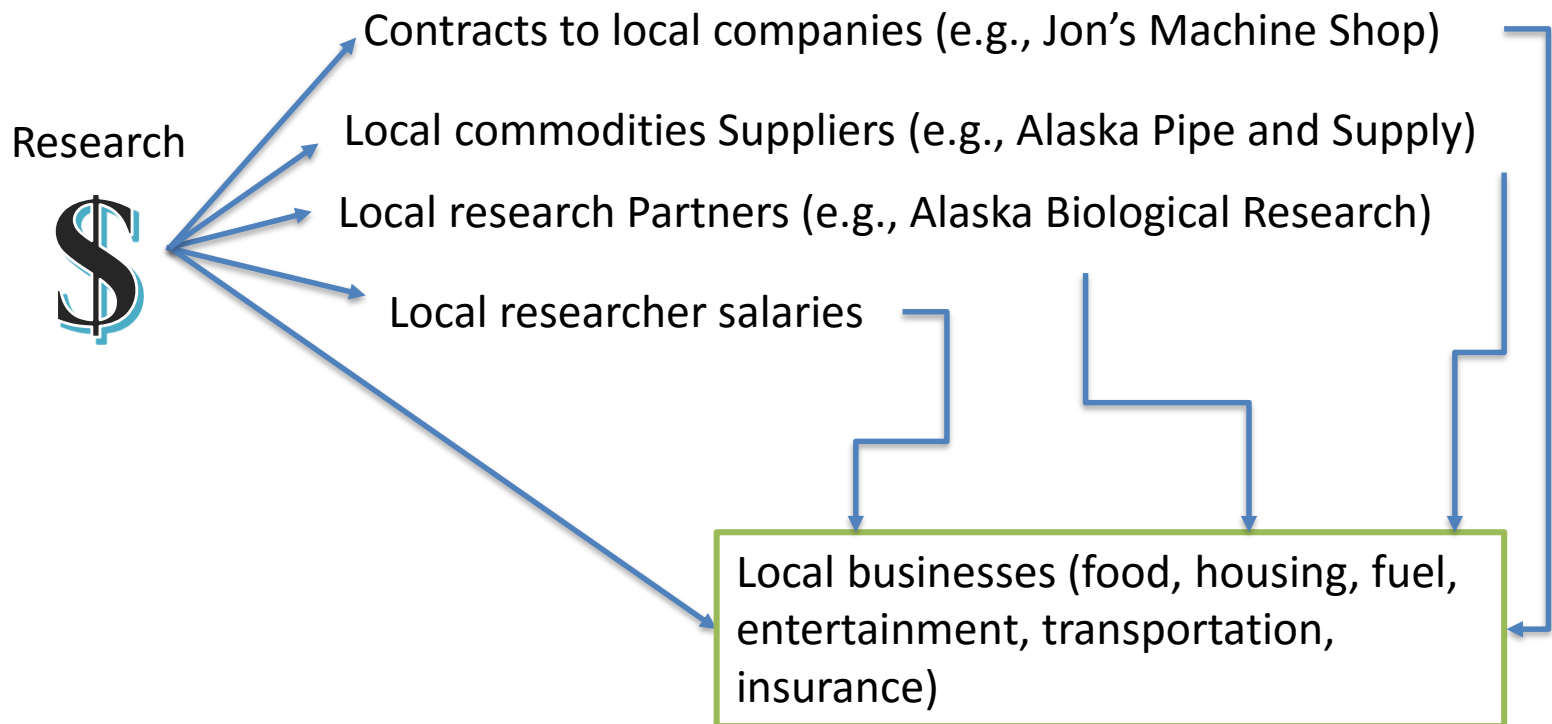 Contracts to local companies (e.g., Jon’s Machine Shop)
Research
Local commodities Suppliers (e.g., Alaska Pipe and Supply)
Local research Partners (e.g., Alaska Biological Research)
$
Local researcher salaries
Local businesses (food, housing, fuel,
entertainment, transportation,
insurance)